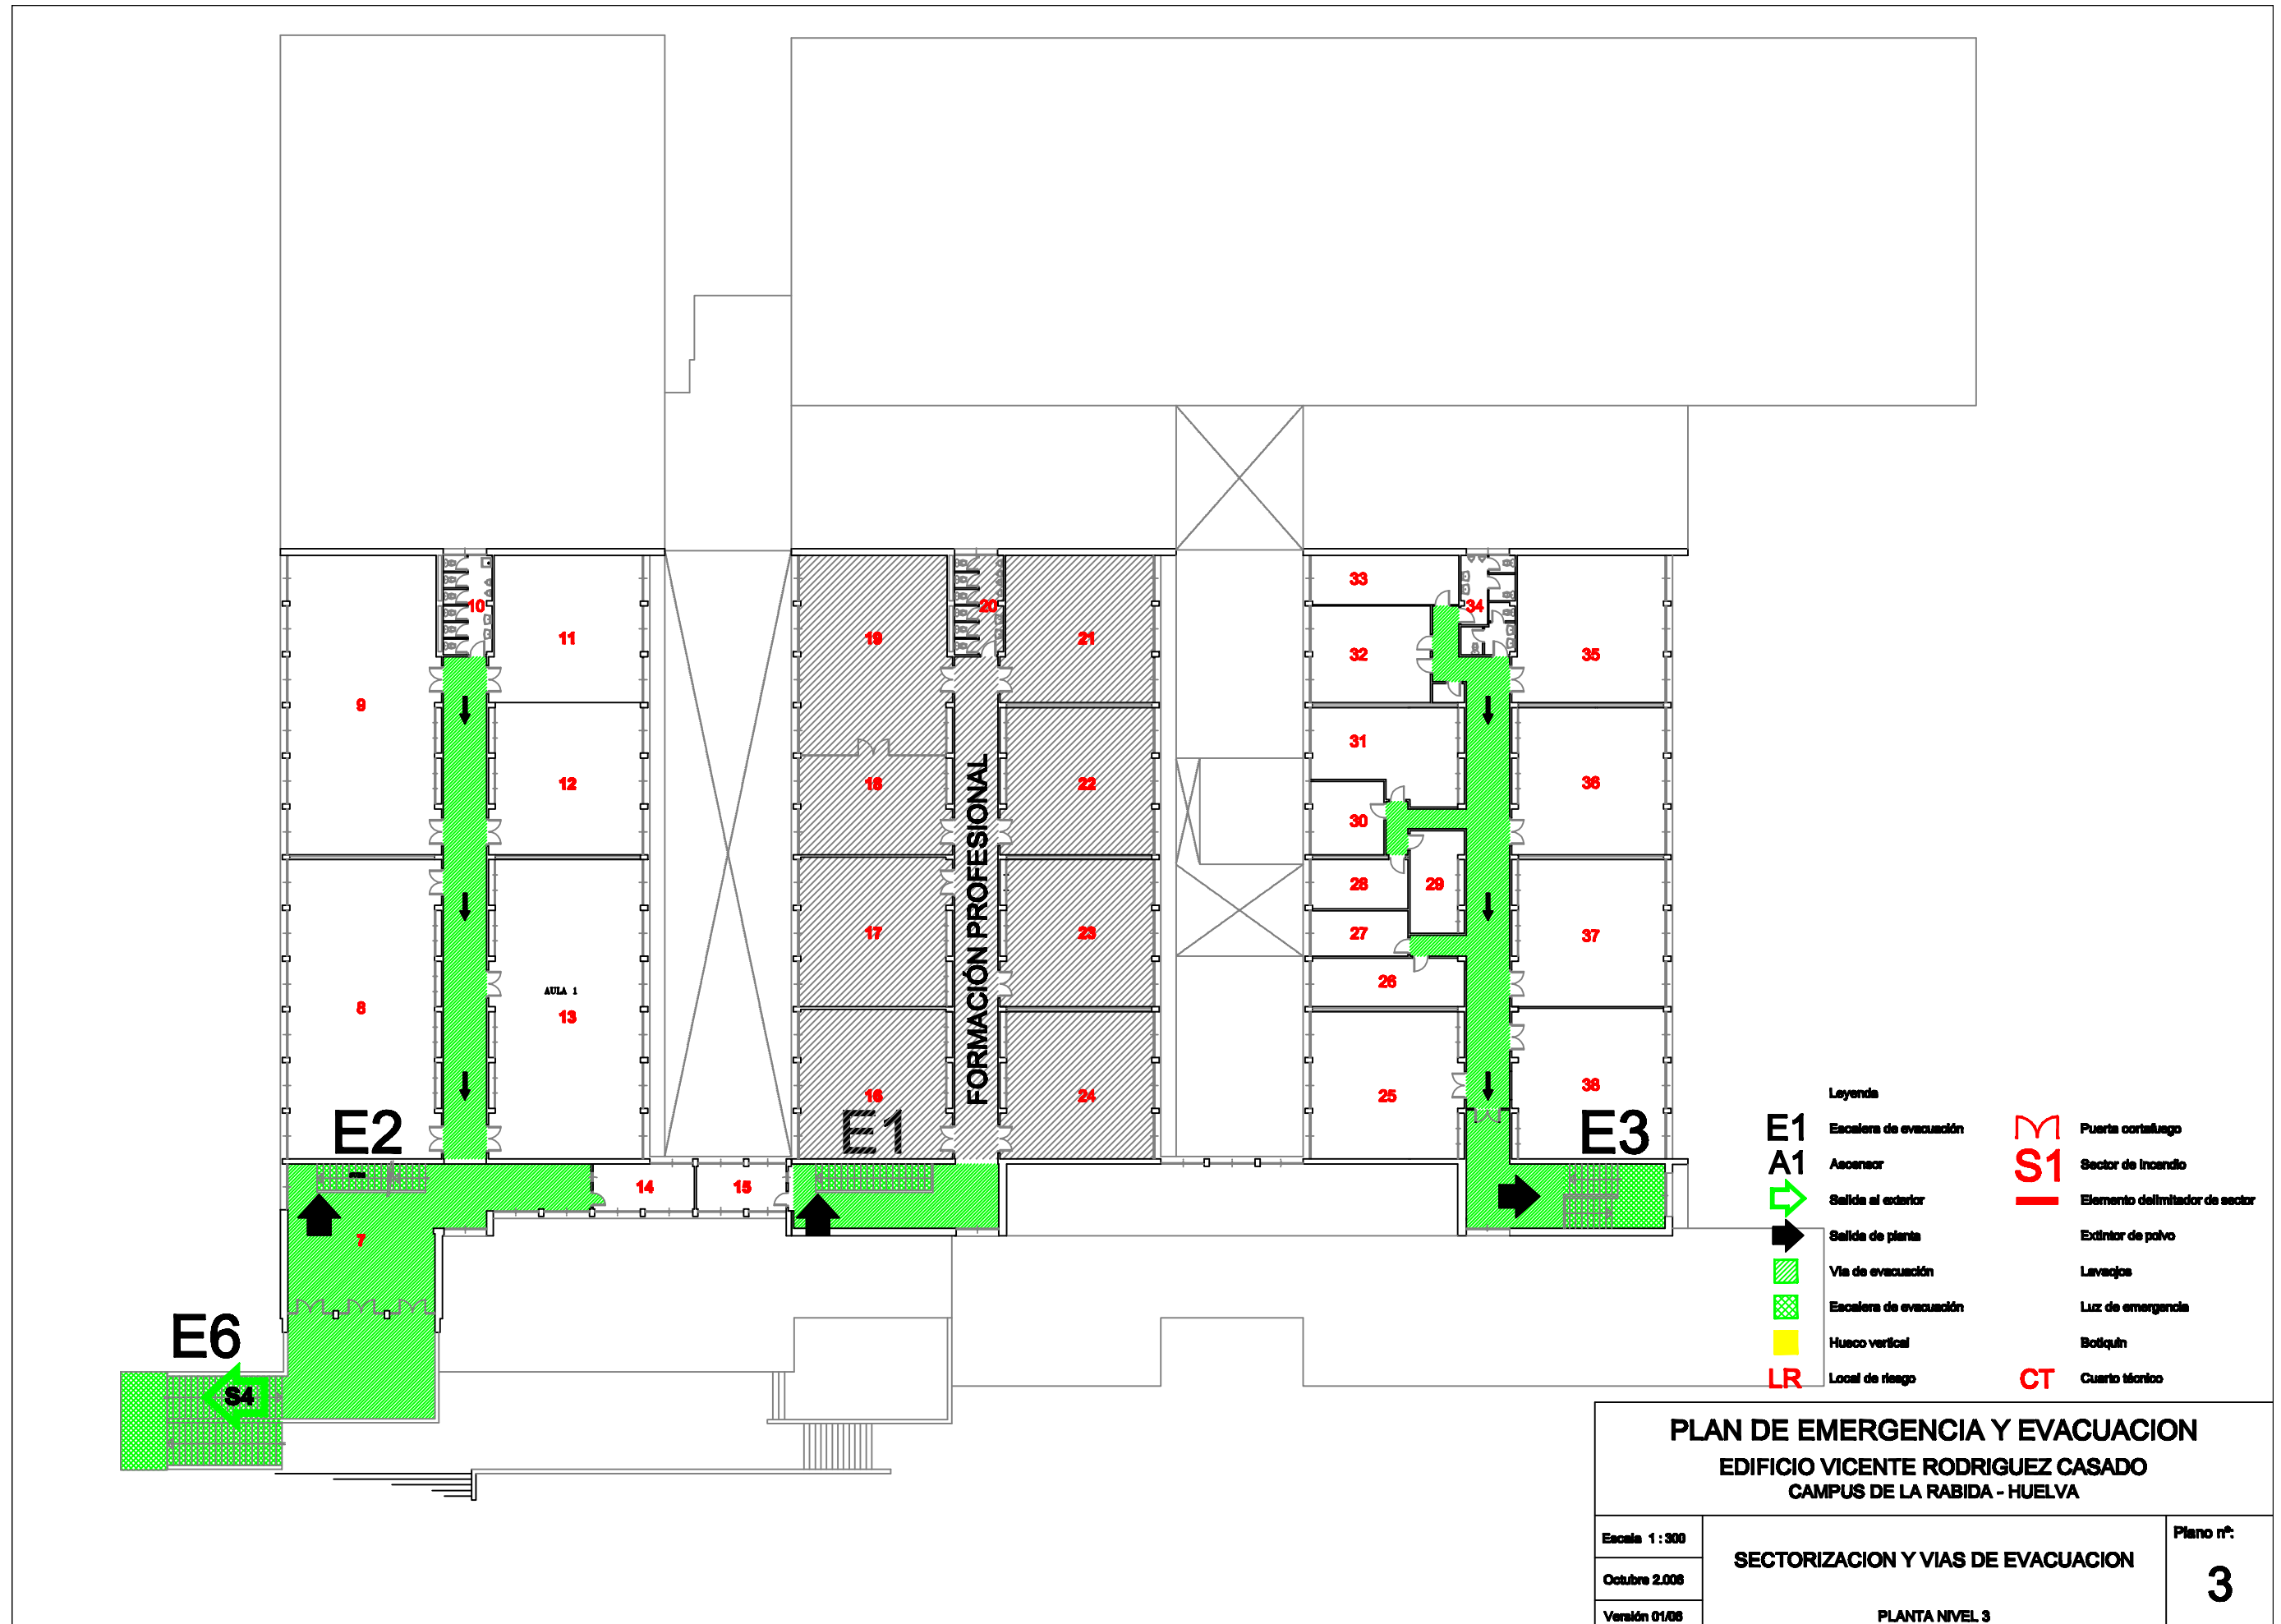 33
10
20
34
11
19
21
32
35
9
31
12
18
22
36
30
28
29
17
23
27
37
AULA 1
26
8
13
FORMACIÓN PROFESIONAL
16
24
25
38
E2
E1
E3
14
15
7
E6
S4
Leyenda
E1 Escalera de evacuación
Puerta cortafuego
A1 Ascensor
S1 Sector de incendio
Salida al exterior
Elemento delimitador de sector
Salida de planta
Extintor de polvo
Via de evacuación
Lavaojos
Escalera de evacuación
Luz de emergencia
Hueco vertical
Botiquin
LR Local de riesgo
CT Cuarto técnico
PLAN DE EMERGENCIA Y EVACUACION
EDIFICIO VICENTE RODRIGUEZ CASADO
CAMPUS DE LA RABIDA - HUELVA
Escala 1 : 300
SECTORIZACION Y VIAS DE EVACUACION
Plano nº:
3
Octubre 2.006
Versión 01/06
PLANTA NIVEL 3